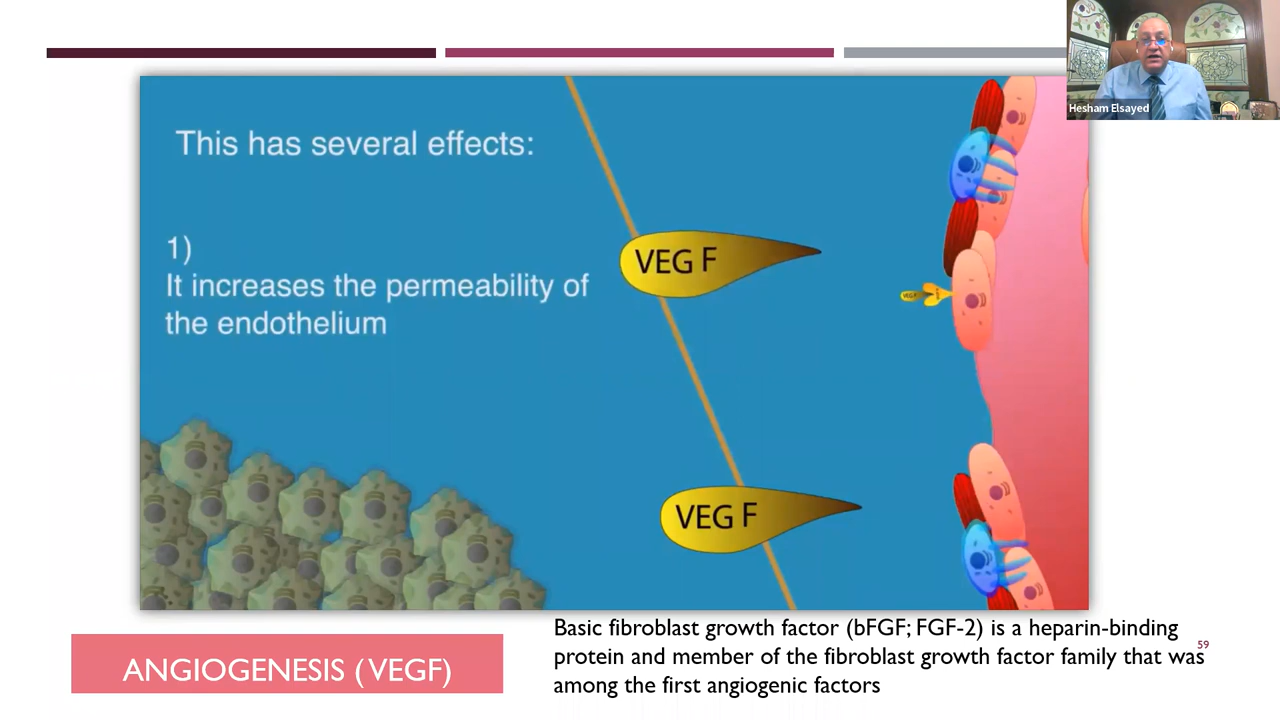 Hesham Elsayed
This has several effects:
1)
It increases the permeability of
the endothelium
VEG F
VEG F
ANGIOGENESIS (VEGF)
Basic fibroblast growth factor (bFGF; FGF-2) is a heparin-binding
protein and member of the fibroblast growth factor family that was
among the first angiogenic factors
59